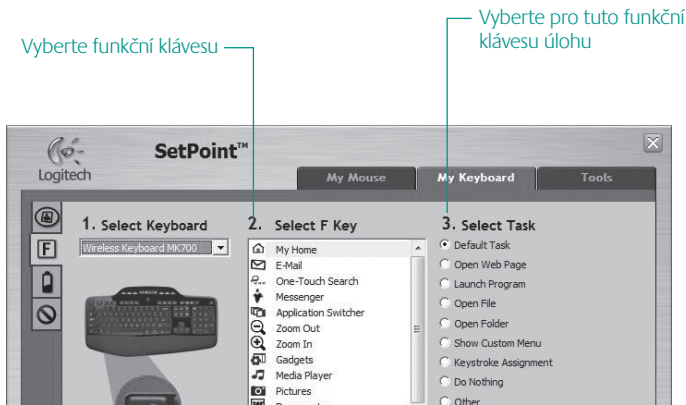 Vyberte funkční klávesu
Vyberte pro tuto funkční
klávesu úlohu
Logitech
SetPoint™
My Mouse
My Keyboard
Tools
1. Select Keyboard
Wireless Keyboard MK700
2. Select F Key
My Home
E-Mail
One-Touch Search
Messenger
Application Switcher
Zoom Out
Zoom In
Gadgets
Media Player
Pictures
3. Select Task
Default Task
Open Web Page
Launch Program
Open File
Open Folder
Show Custom Menu
Keystroke Assignment
Do Nothing
Other